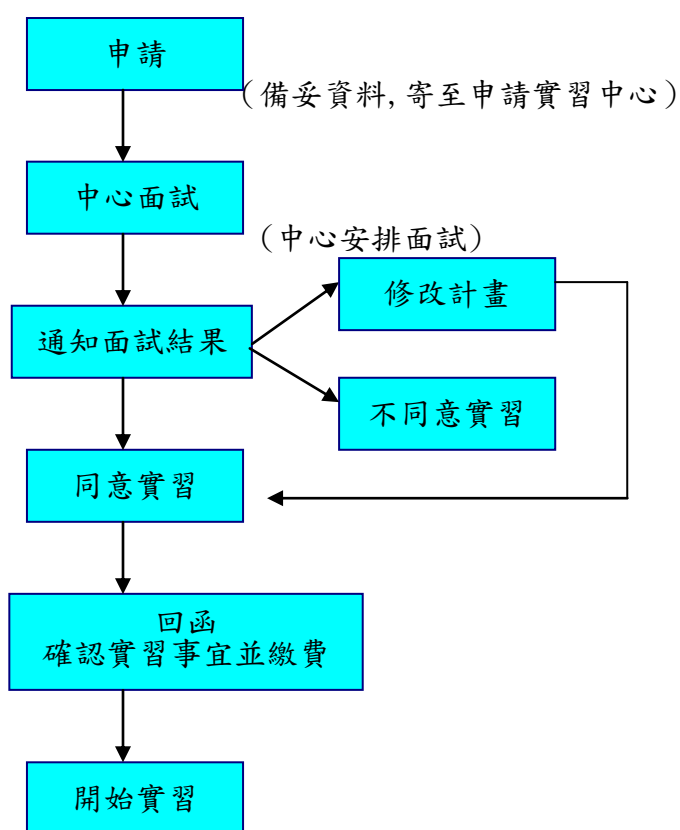 申請
(備妥資料,寄至申請實習中心)
中心面試
(中心安排面試)
修改計畫
通知面試結果
不同意實習
同意實習
回函
確認實習事宜並繳費
開始實習